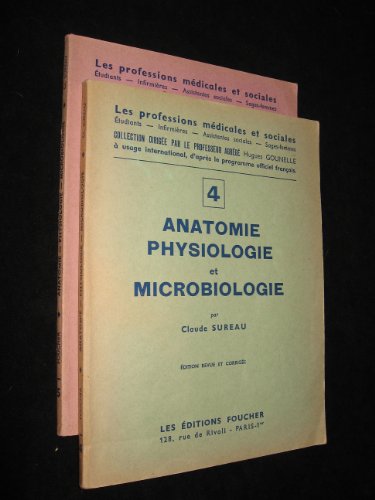 Les professions médicales et sociales
Étudiants — Infirmières — Assistantes sociales — Sages-femmes
Les professions médicales et sociales
Étudiants — Infirmières — Assistantes sociales — Sages-femmes
COLLECTION DIRIGÉE PAR LE PROFESSEUR AGRÉGÉ Hugues GOUNELLE
à usage international, d'après le programme officiel français
4
ANATOMIE
PHYSIOLOGIE
et
MICROBIOLOGIE
par
Claude SUREAU
ÉDITION REVUE ET CORRIGÉE
LES ÉDITIONS FOUCHER
128, rue de Rivoli - PARIS-1er